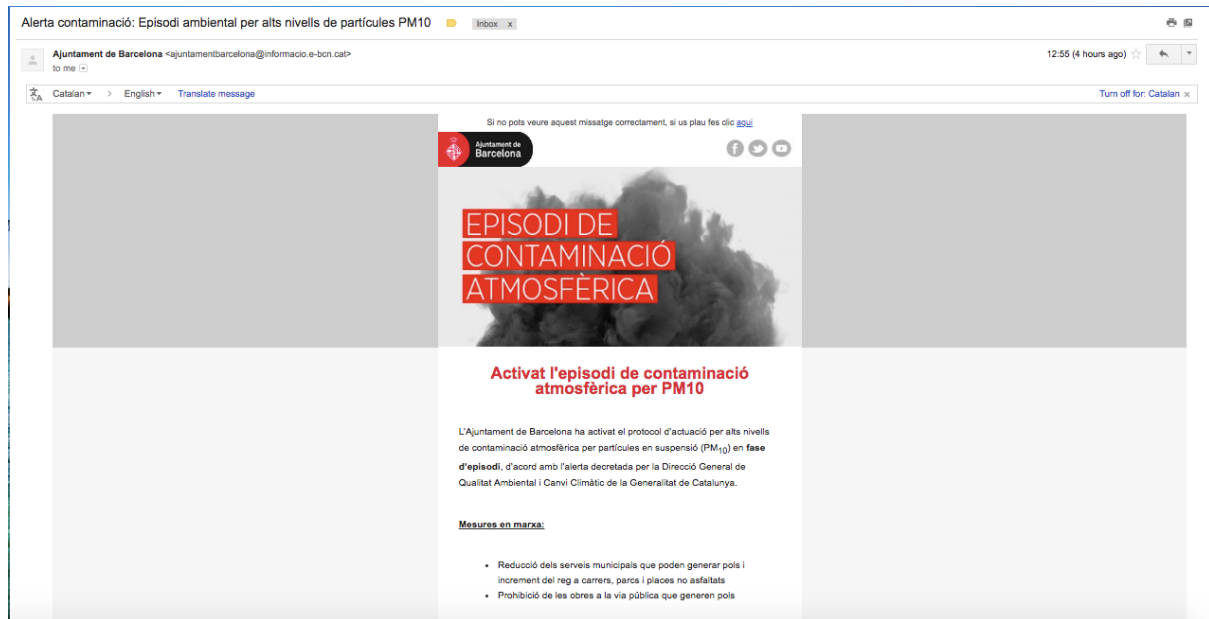 Alerta contaminació: Episodi ambiental per alts nivells de partícules PM10
Inbox x
Ajuntament de Barcelona <ajuntamentbarcelona@informacio.e-bcn.cat>
12:55 (4 hours ago)
to me
Catalan > English Translate message
Turn off for: Catalan x
Si no pots veure aquest missatge correctament, si us plau fes clic aquí
Ajuntament de
Barcelona
EPISODI DE
CONTAMINACIÓ
ATMOSFÈRICA
Activat l'episodi de contaminació
atmosfèrica per PM10
L'Ajuntament de Barcelona ha activat el protocol d'actuació per alts nivells
de contaminació atmosfèrica per partícules en suspensió (PM10) en fase
d'episodi, d'acord amb l'alerta decretada per la Direcció General de
Qualitat Ambiental i Canvi Climàtic de la Generalitat de Catalunya.
Mesures en marxa:
• Reducció dels serveis municipals que poden generar pols i
increment del reg a carrers, parcs i places no asfaltats
• Prohibició de les obres a la via pública que generen pols